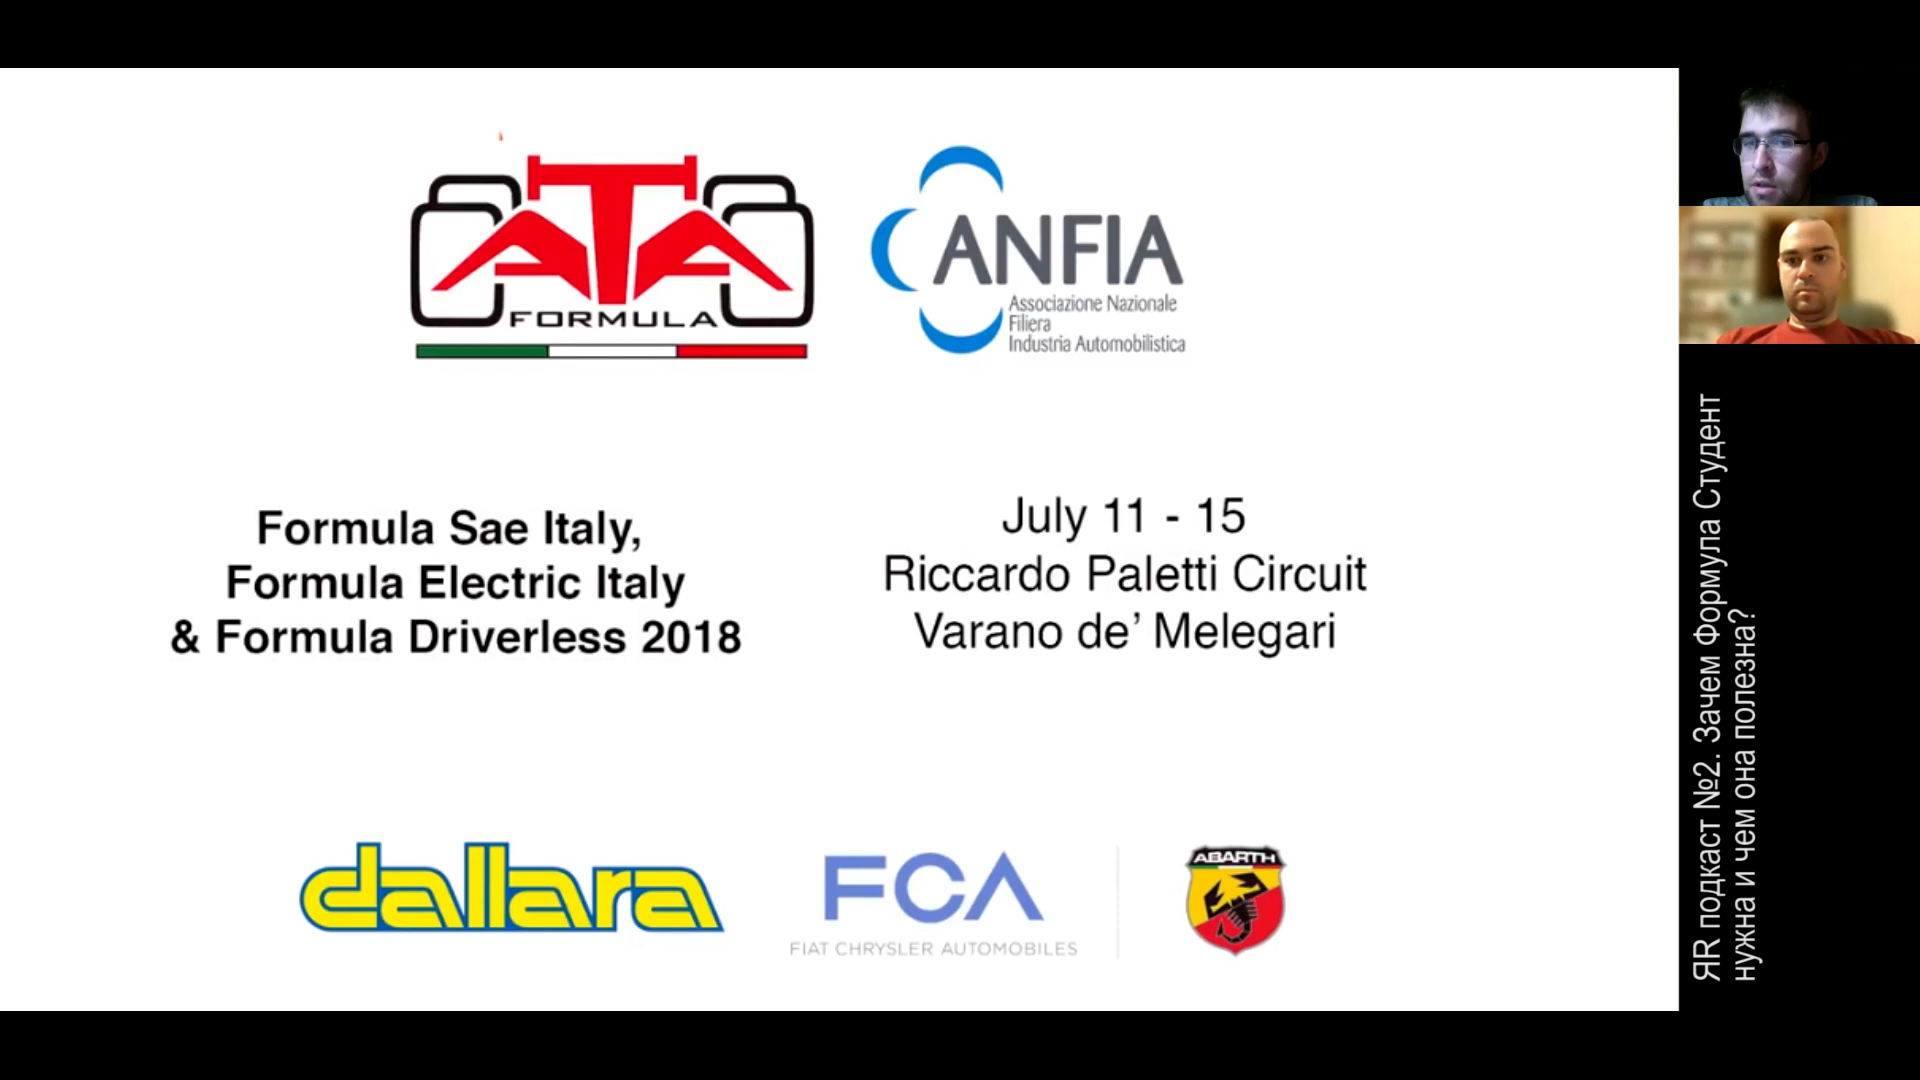 ATA
FORMULA
ANFIA
Associazione Nazionale
Filiera
Industria Automobilistica
Formula Sae Italy,
Formula Electric Italy
& Formula Driverless 2018
July 11 - 15
Riccardo Paletti Circuit
Varano de’ Melegari
dallara
FCA
FIAT CHRYSLER AUTOMOBILES
ABARTH
ЯR подкаст №2. Зачем Формула Студент
нужна и чем она полезна?